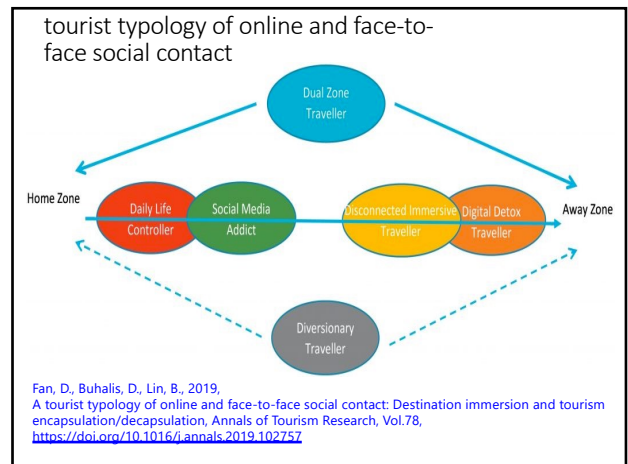 tourist typology of online and face-to-
face social contact
Dual Zone
Traveller
Home Zone
Daily Life
Controller
Social Media
Addict
Disconnected Immersive
Traveller
Digital Detox
Traveller
Away Zone
Diversionary
Traveller
Fan, D., Buhalis, D., Lin, B., 2019,
A tourist typology of online and face-to-face social contact: Destination immersion and tourism
encapsulation/decapsulation, Annals of Tourism Research, Vol.78,
https://doi.org/10.1016/j.annals.2019.102757